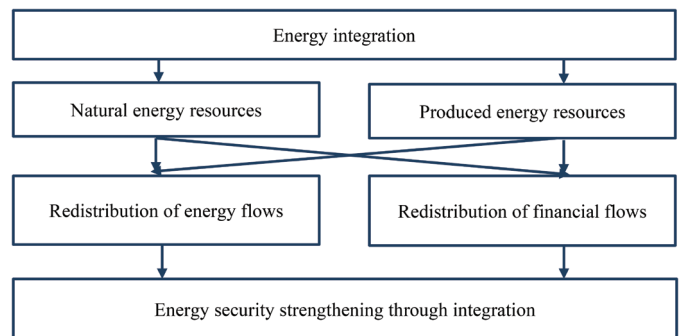 Energy integration
Natural energy resources
Produced energy resources
Redistribution of energy flows
Redistribution of financial flows
Energy security strengthening through integration